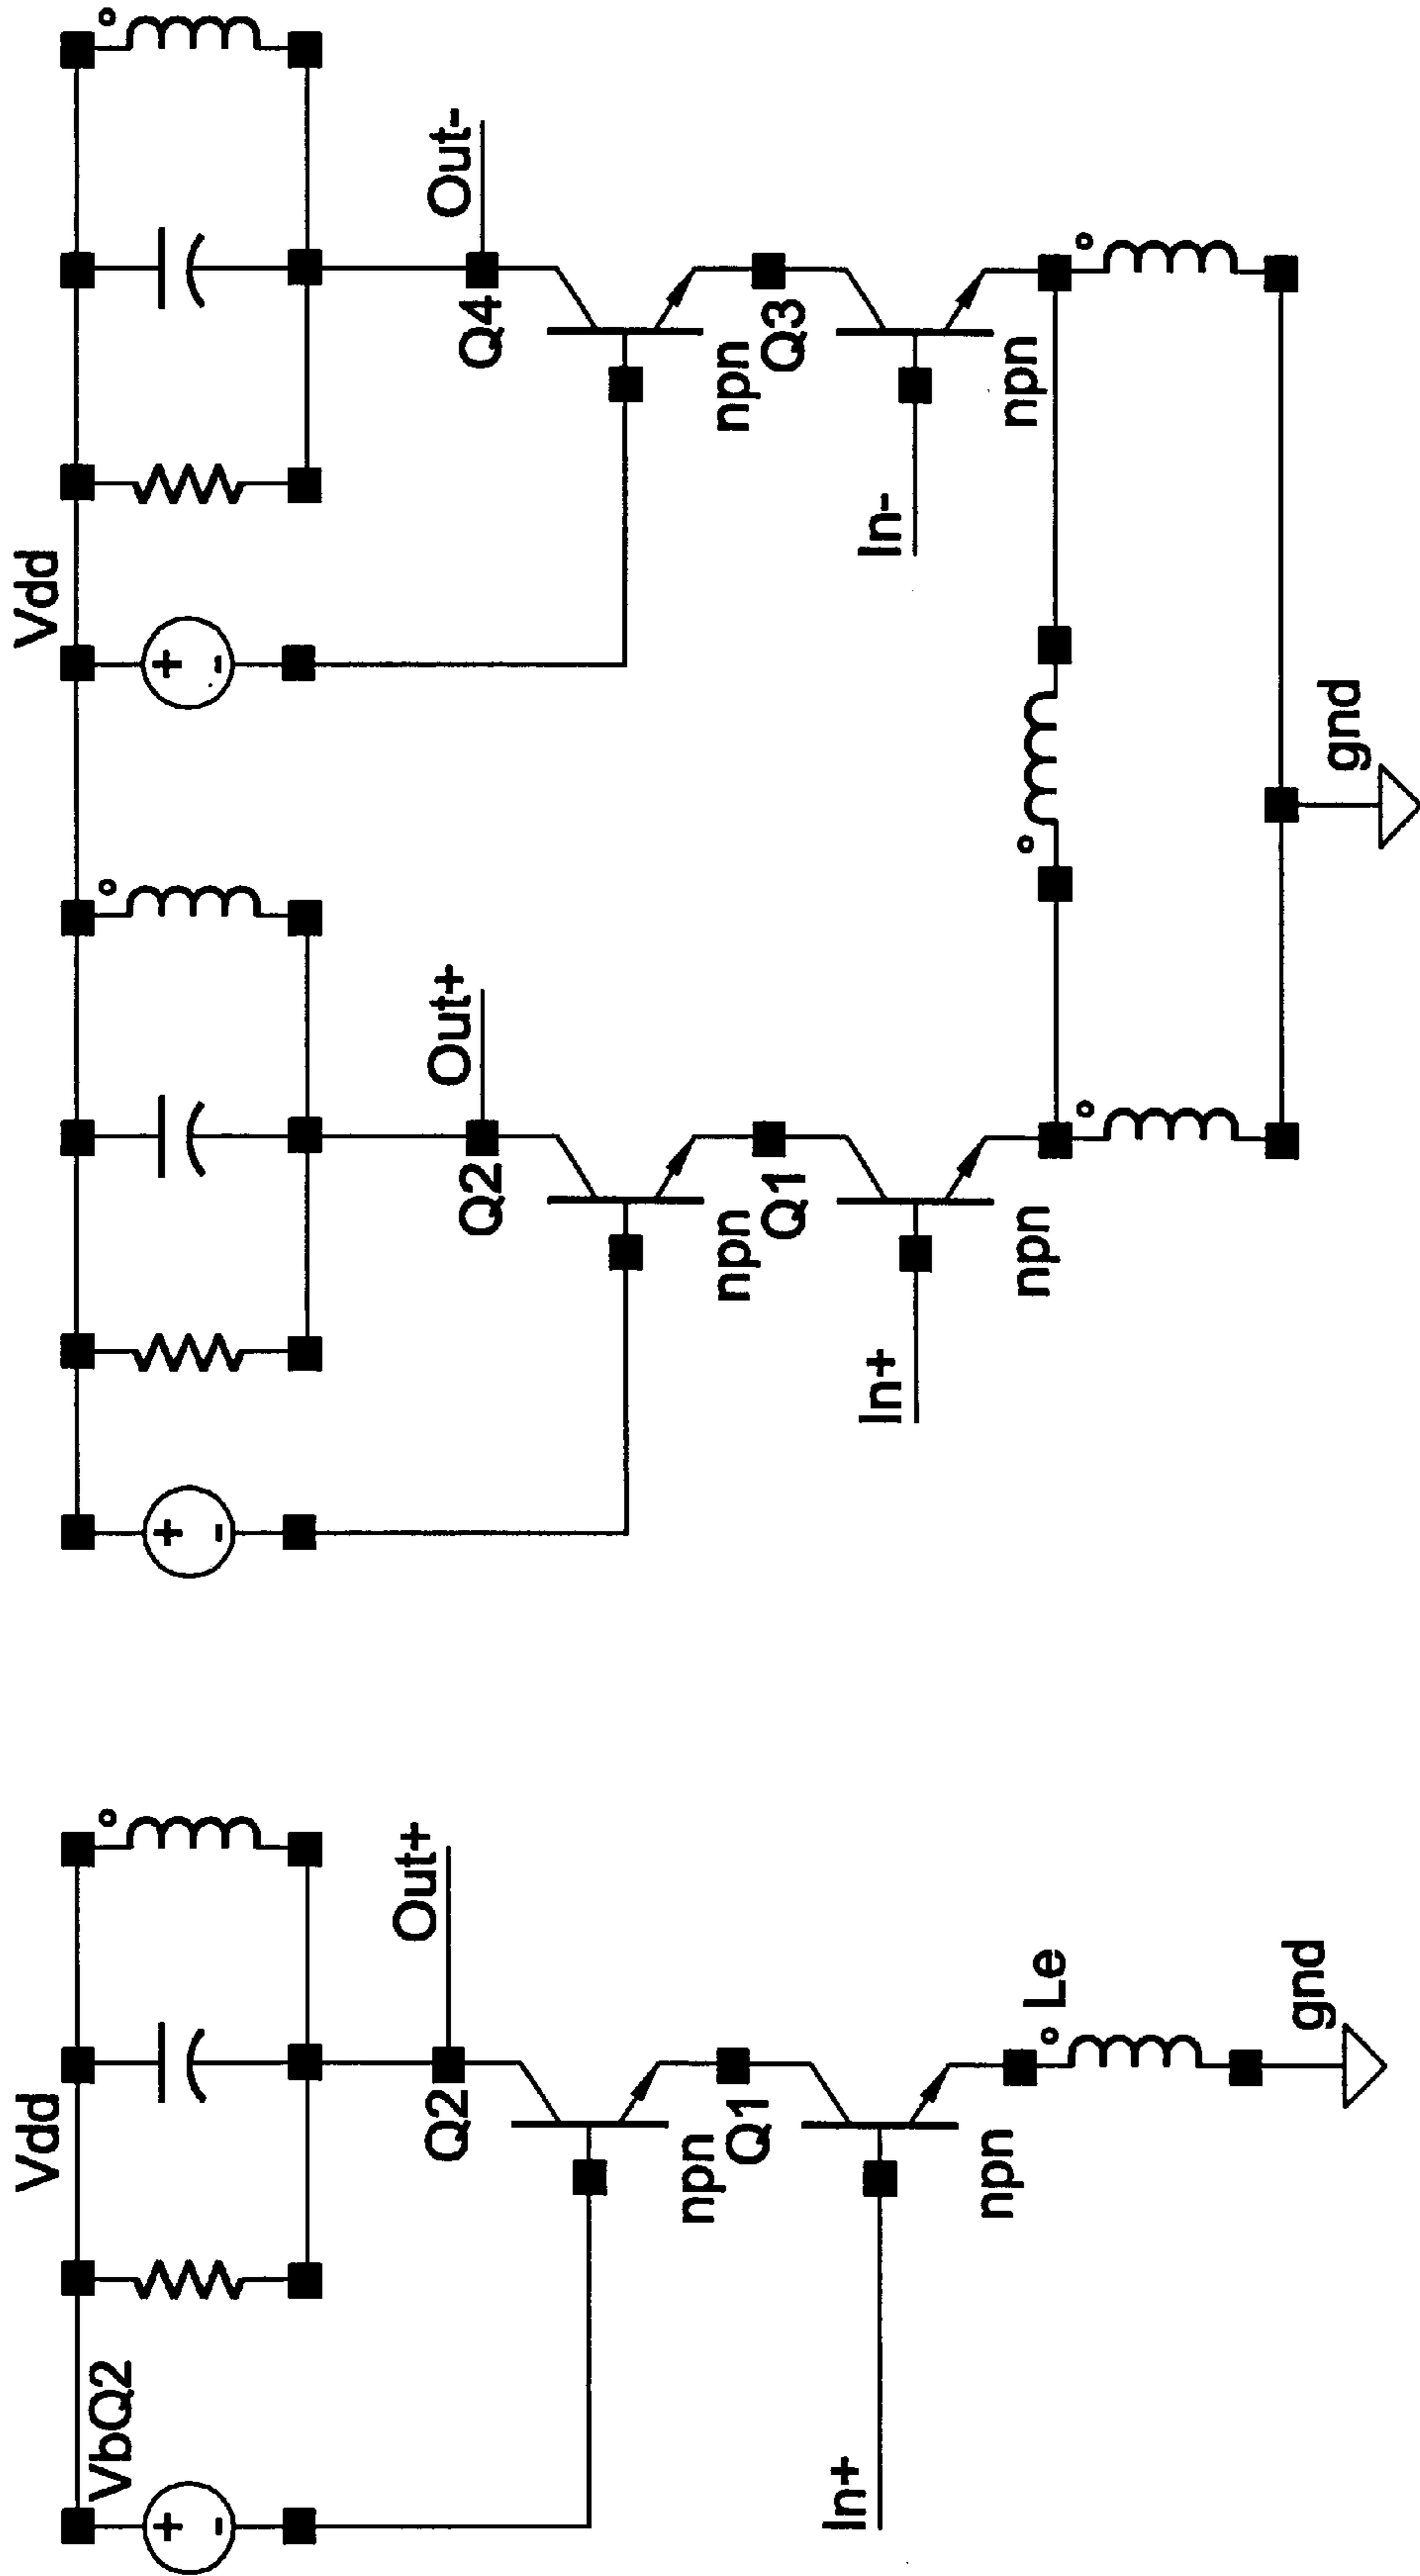 Vdd
VbQ2
Out+
Q2
npn
Q1
In+
npn
Le
gnd
Vdd
Out+
Q2
npn
Q1
In+
npn
Out-
Q4
npn
Q3
In-
npn
gnd